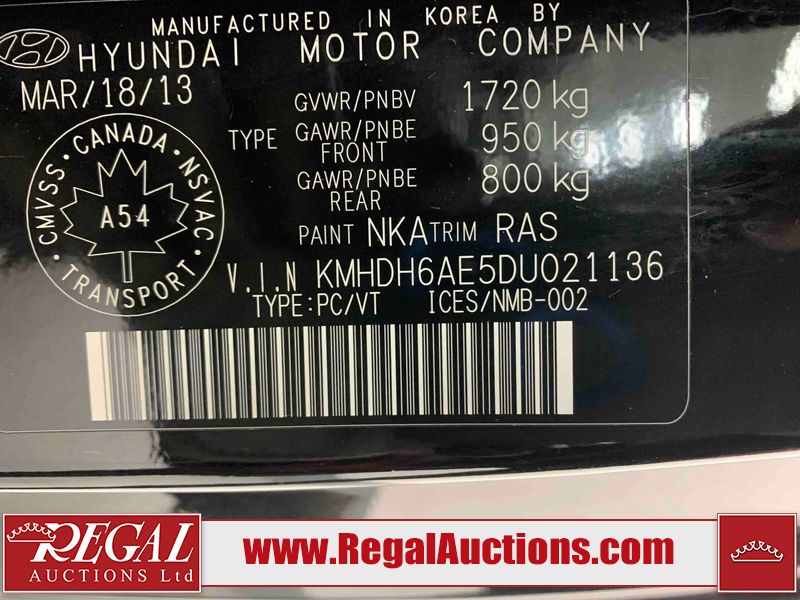 MANUFACTURED IN KOREA BY
HYUNDAI MOTOR COMPANY
MAR/18/13
GVWR/PNBV 1720 kg
TYPE GAWR/PNBE FRONT 950 kg
GAWR/PNBE REAR 800 kg
CMVSS · CANADA · NSVAC
A54
· TRANSPORT ·
PAINT NKA TRIM RAS
V.I.N KMHDH6AE5DU021136
TYPE:PC/VT ICES/NMB-002
REGAL
AUCTIONS Ltd
www.RegalAuctions.com